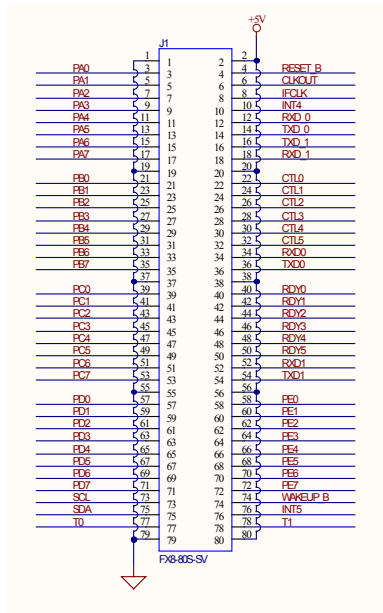 +5V
J1
1 1 2 2
PA0 3 3 4 4 RESET_B
PA1 5 5 6 6 CLKOUT
PA2 7 7 8 8 IFCLK
PA3 9 9 10 10 INT4
PA4 11 11 12 12 RXD_0
PA5 13 13 14 14 TXD_0
PA6 15 15 16 16 TXD_1
PA7 17 17 18 18 RXD_1
19 19 20 20
PB0 21 21 22 22 CTL0
PB1 23 23 24 24 CTL1
PB2 25 25 26 26 CTL2
PB3 27 27 28 28 CTL3
PB4 29 29 30 30 CTL4
PB5 31 31 32 32 CTL5
PB6 33 33 34 34 RXD0
PB7 35 35 36 36 TXD0
37 37 38 38
PC0 39 39 40 40 RDY0
PC1 41 41 42 42 RDY1
PC2 43 43 44 44 RDY2
PC3 45 45 46 46 RDY3
PC4 47 47 48 48 RDY4
PC5 49 49 50 50 RDY5
PC6 51 51 52 52 RXD1
PC7 53 53 54 54 TXD1
55 55 56 56
PD0 57 57 58 58 PE0
PD1 59 59 60 60 PE1
PD2 61 61 62 62 PE2
PD3 63 63 64 64 PE3
PD4 65 65 66 66 PE4
PD5 67 67 68 68 PE5
PD6 69 69 70 70 PE6
PD7 71 71 72 72 PE7
SCL 73 73 74 74 WAKEUP_B
SDA 75 75 76 76 INT5
T0 77 77 78 78 T1
79 79 80 80
FX8-80S-SV